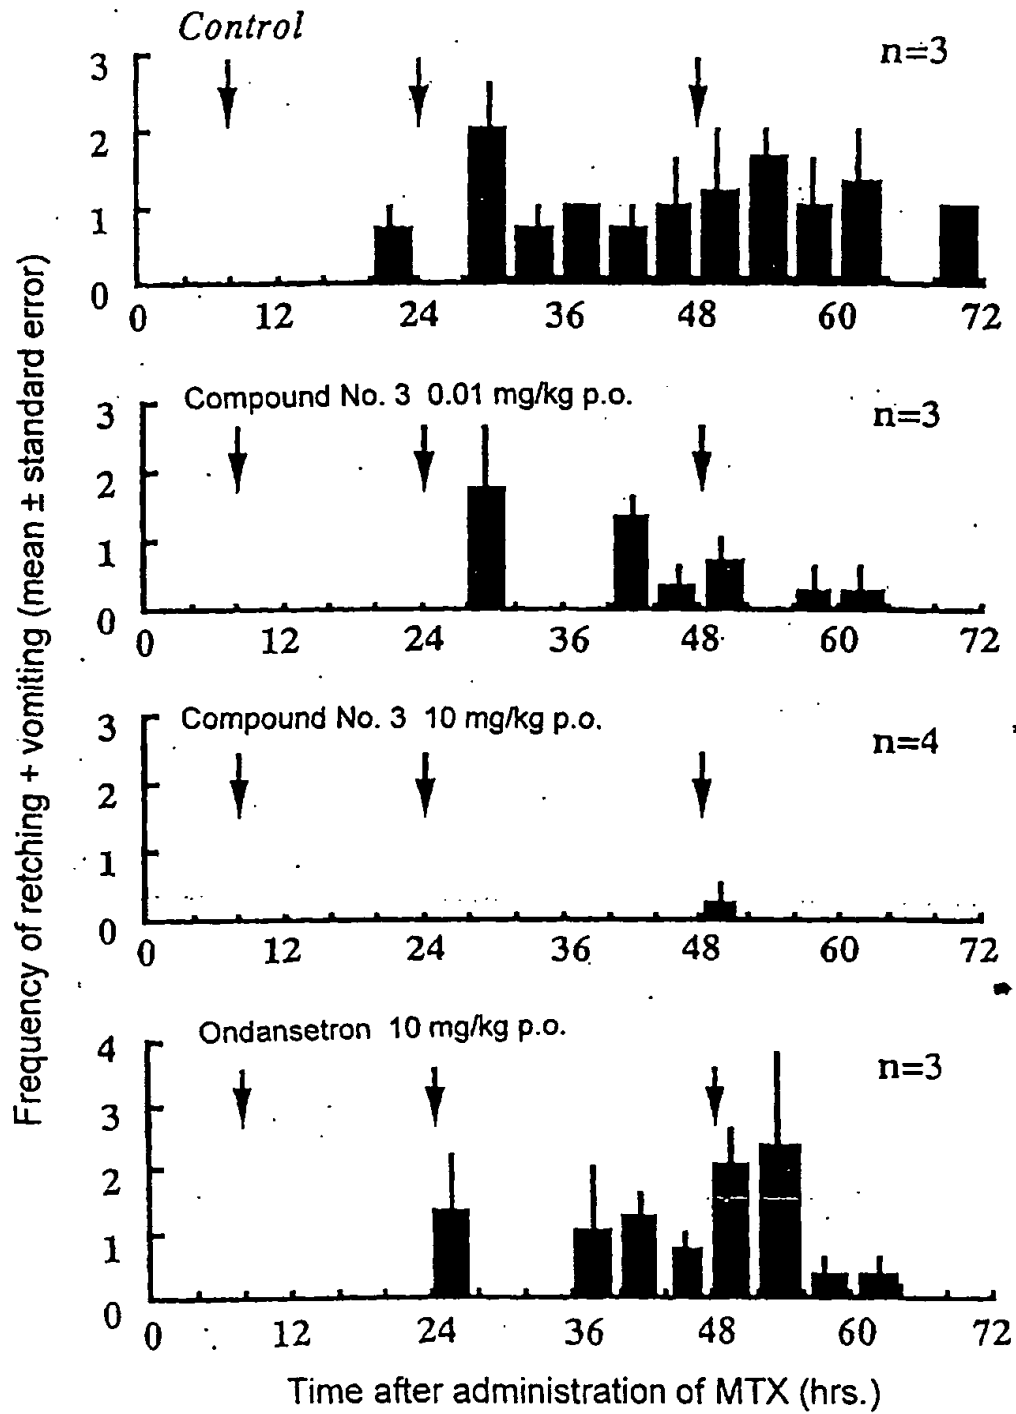 Control
n=3
3
2
1
0
0 12 24 36 48 60 72
Compound No. 3 0.01 mg/kg p.o.
n=3
3
2
1
0
0 12 24 36 48 60 72
Compound No. 3 10 mg/kg p.o.
n=4
3
2
1
0
0 12 24 36 48 60 72
Ondansetron 10 mg/kg p.o.
n=3
4
3
2
1
0
0 12 24 36 48 60 72
Frequency of retching + vomiting (mean ± standard error)
Time after administration of MTX (hrs.)